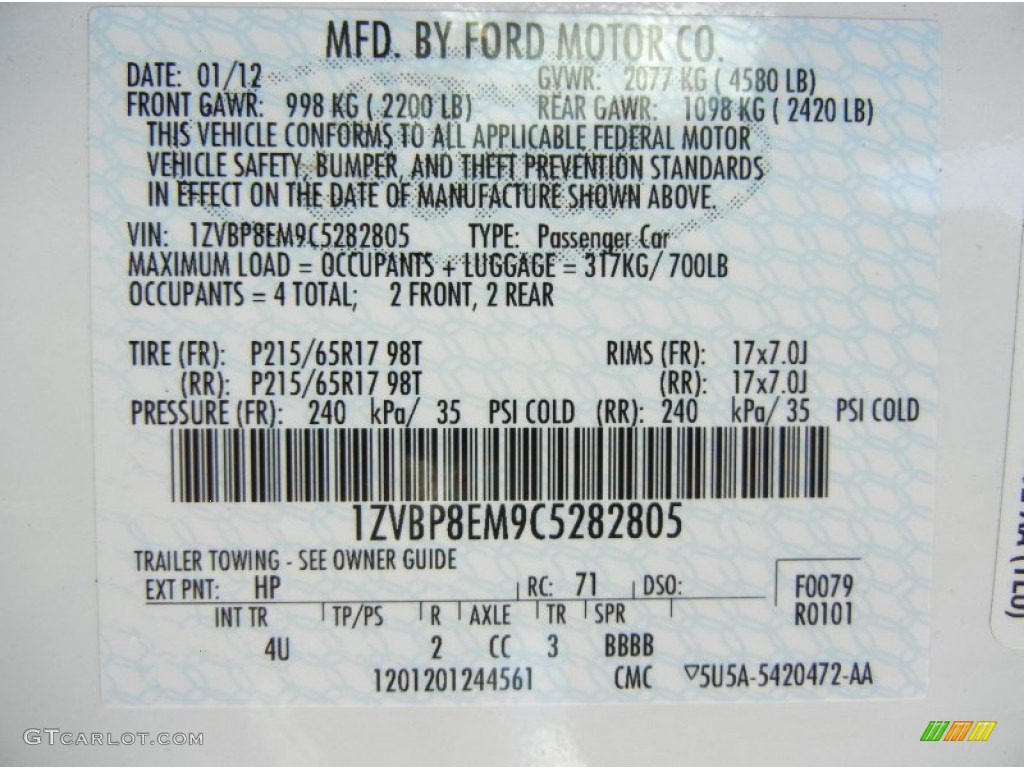 MFD. BY FORD MOTOR CO.
DATE: 01/12 GVWR: 2077 KG ( 4580 LB)
FRONT GAWR: 998 KG ( 2200 LB) REAR GAWR: 1098 KG ( 2420 LB)
THIS VEHICLE CONFORMS TO ALL APPLICABLE FEDERAL MOTOR
VEHICLE SAFETY, BUMPER, AND THEFT PREVENTION STANDARDS
IN EFFECT ON THE DATE OF MANUFACTURE SHOWN ABOVE.
VIN: 1ZVBP8EM9C5282805 TYPE: Passenger Car
MAXIMUM LOAD = OCCUPANTS + LUGGAGE = 317KG/ 700LB
OCCUPANTS = 4 TOTAL; 2 FRONT, 2 REAR
TIRE (FR): P215/65R17 98T RIMS (FR): 17x7.0J
(RR): P215/65R17 98T (RR): 17x7.0J
PRESSURE (FR): 240 kPa/ 35 PSI COLD (RR): 240 kPa/ 35 PSI COLD
1ZVBP8EM9C5282805
TRAILER TOWING - SEE OWNER GUIDE
EXT PNT: HP RC: 71 DSO: F0079
INT TR TP/PS R AXLE TR SPR R0101
4U 2 CC 3 BBBB
1201201244561 CMC ▽5U5A-5420472-AA
GTCARLOT.COM